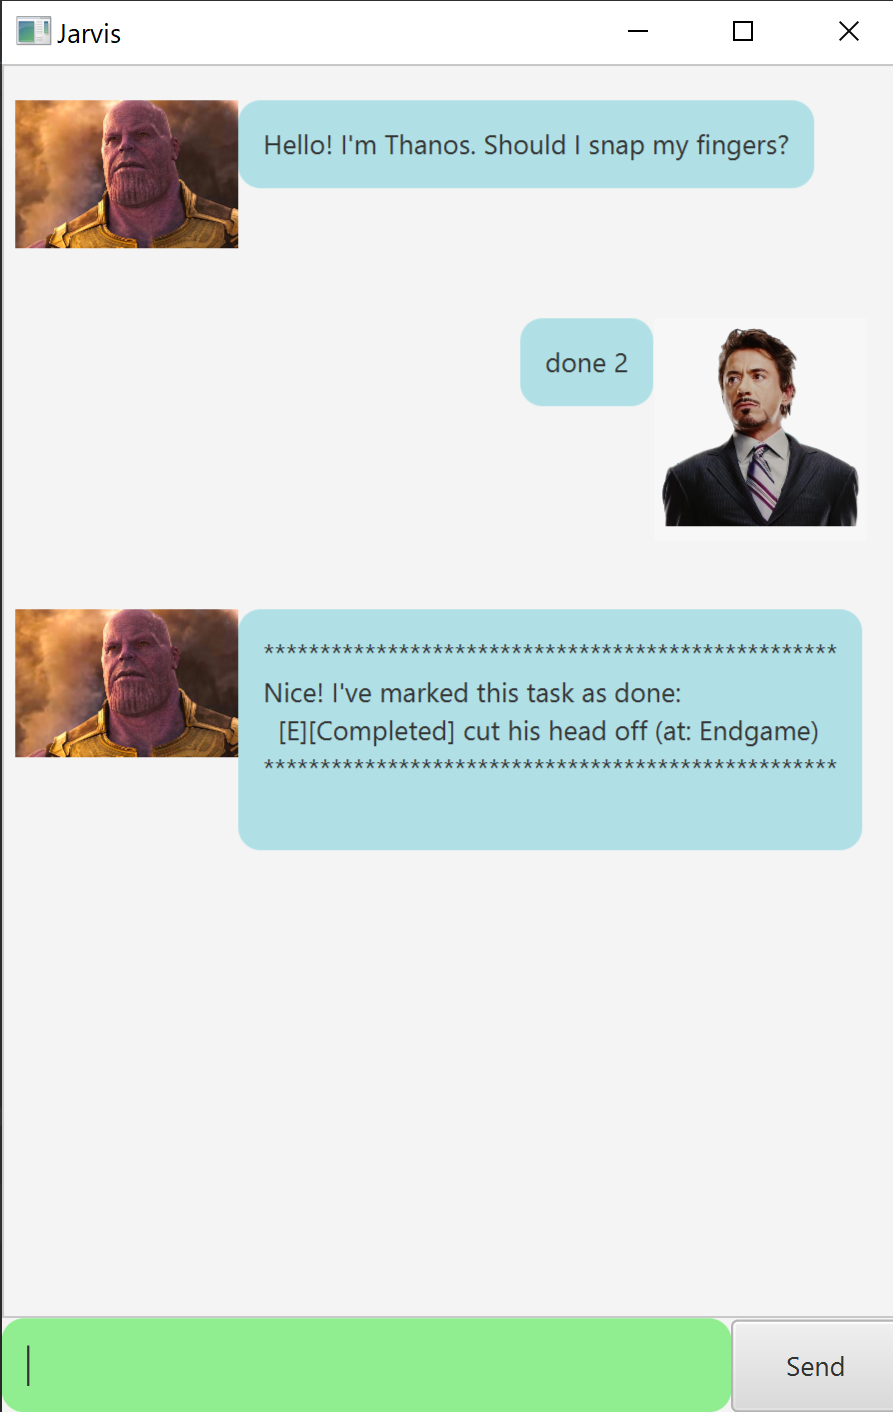 Jarvis
Hello! I'm Thanos. Should I snap my fingers?
done 2
***************************************************
Nice! I've marked this task as done:
[E][Completed] cut his head off (at: Endgame)
***************************************************
Send